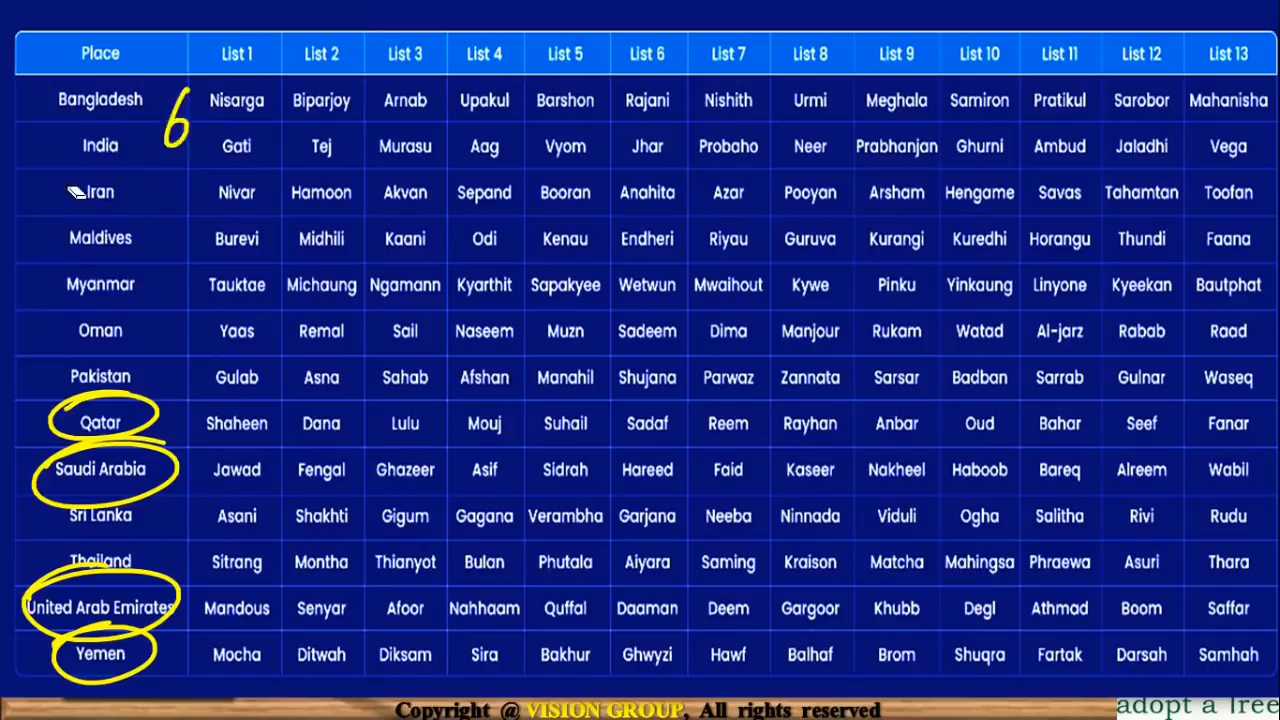 Place List 1 List 2 List 3 List 4 List 5 List 6 List 7 List 8 List 9 List 10 List 11 List 12 List 13
Bangladesh Nisarga Biparjoy Arnab Upakul Barshon Rajani Nishith Urmi Meghala Samiron Pratikul Sarobor Mahanisha
6
India Gati Tej Murasu Aag Vyom Jhar Probaho Neer Prabhanjan Ghurni Ambud Jaladhi Vega
Iran Nivar Hamoon Akvan Sepand Booran Anahita Azar Pooyan Arsham Hengame Savas Tahamtan Toofan
Maldives Burevi Midhili Kaani Odi Kenau Endheri Riyau Guruva Kurangi Kuredhi Horangu Thundi Faana
Myanmar Tauktae Michaung Ngamann Kyarthit Sapakyee Wetwun Mwaihout Kywe Pinku Yinkaung Linyone Kyeekan Bautphat
Oman Yaas Remal Sail Naseem Muzn Sadeem Dima Manjour Rukam Watad Al-jarz Rabab Raad
Pakistan Gulab Asna Sahab Afshan Manahil Shujana Parwaz Zannata Sarsar Badban Sarrab Gulnar Waseq
Qatar Shaheen Dana Lulu Mouj Suhail Sadaf Reem Rayhan Anbar Oud Bahar Seef Fanar
Saudi Arabia Jawad Fengal Ghazeer Asif Sidrah Hareed Faid Kaseer Nakheel Haboob Bareq Alreem Wabil
Sri Lanka Asani Shakhti Gigum Gagana Verambha Garjana Neeba Ninnada Viduli Ogha Salitha Rivi Rudu
Thailand Sitrang Montha Thianyot Bulan Phutala Aiyara Saming Kraison Matcha Mahingsa Phraewa Asuri Thara
United Arab Emirates Mandous Senyar Afoor Nahhaam Quffal Daaman Deem Gargoor Khubb Degl Athmad Boom Saffar
Yemen Mocha Ditwah Diksam Sira Bakhur Ghwyzi Hawf Balhaf Brom Shuqra Fartak Darsah Samhah
Copyright @ VISION GROUP, All rights reserved
adopt a Tree